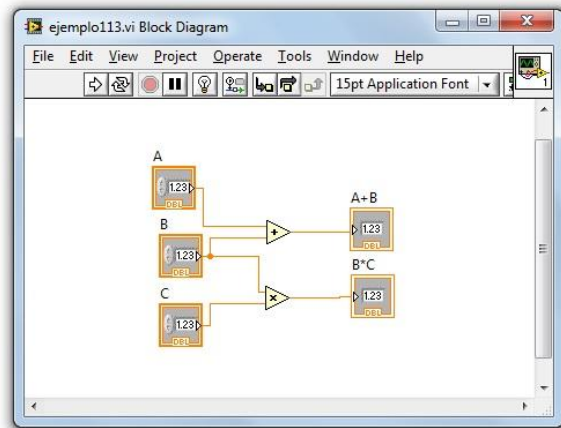 ejemplo113.vi Block Diagram
File Edit View Project Operate Tools Window Help
15pt Application Font
1
A
1.23
DBL
A+B
1.23
DBL
B
1.23
DBL
B*C
1.23
DBL
C
1.23
DBL